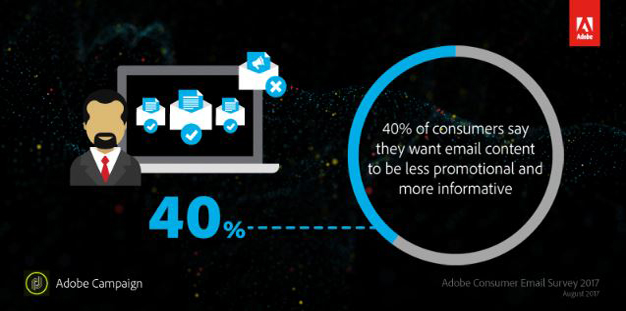 Adobe
40% of consumers say
they want email content
to be less promotional and
more informative
40%
Adobe Campaign
Adobe Consumer Email Survey 2017
August 2017